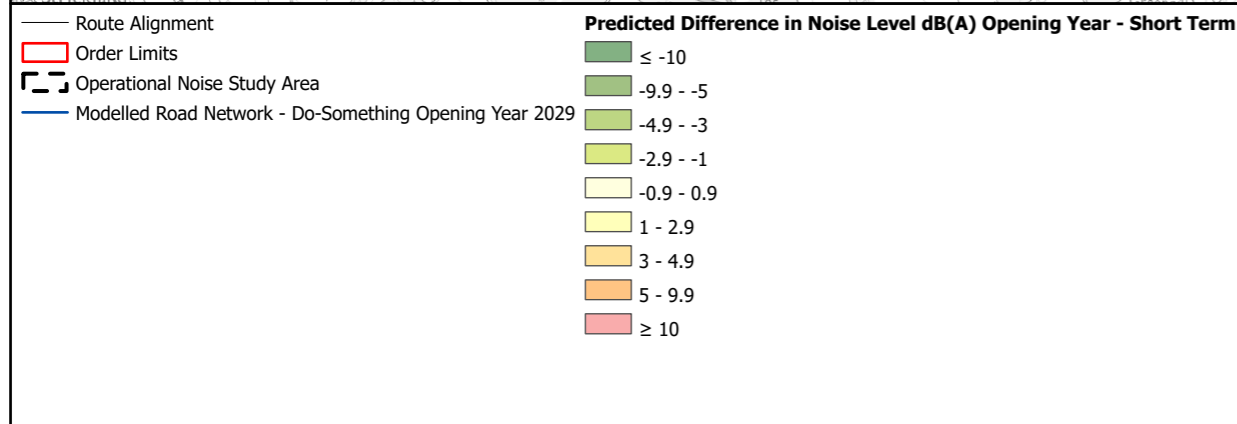 Route Alignment
Order Limits
Operational Noise Study Area
Modelled Road Network - Do-Something Opening Year 2029
Predicted Difference in Noise Level dB(A) Opening Year - Short Term
≤ -10
-9.9 - -5
-4.9 - -3
-2.9 - -1
-0.9 - 0.9
1 - 2.9
3 - 4.9
5 - 9.9
≥ 10